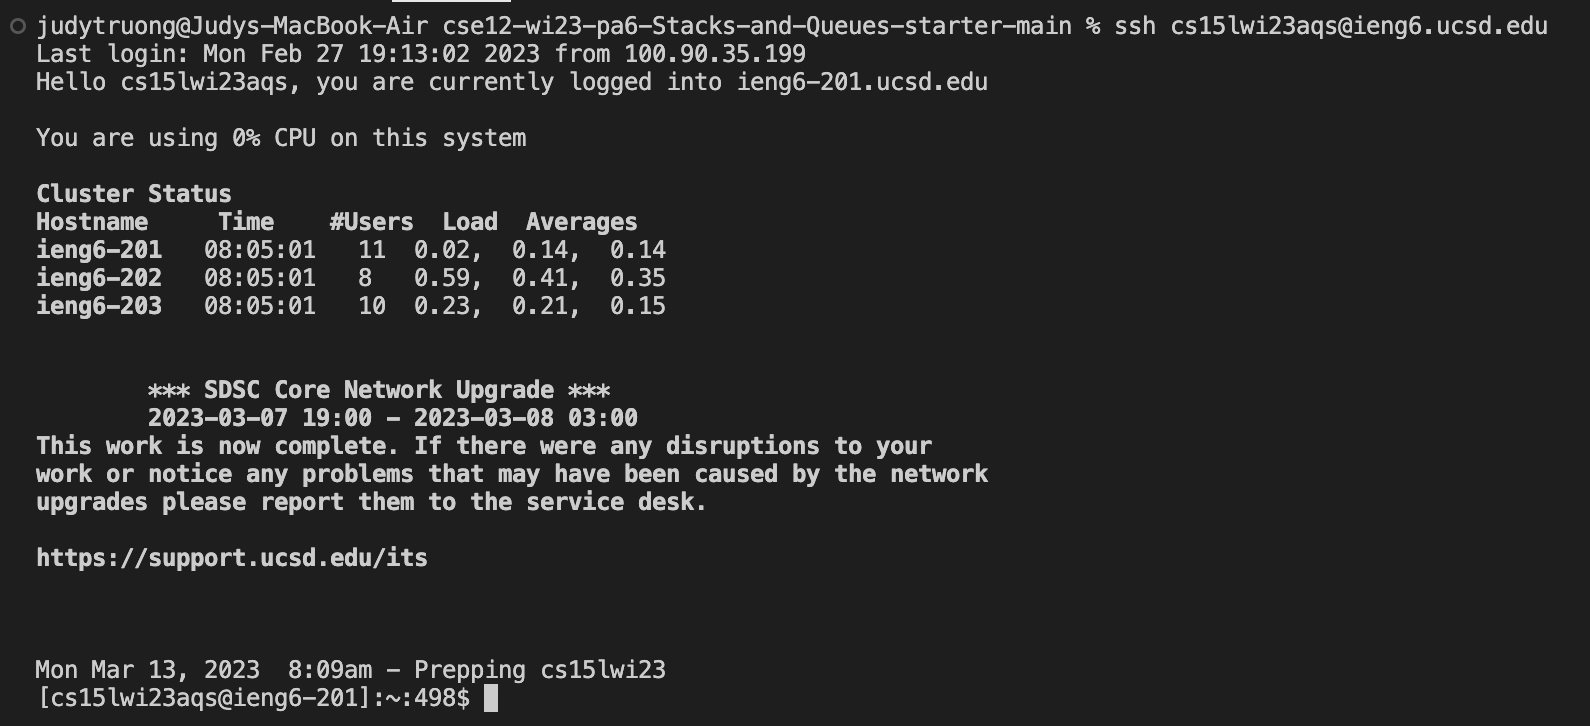 judytruong@Judys-MacBook-Air cse12-wi23-pa6-Stacks-and-Queues-starter-main % ssh cs15lwi23aqs@ieng6.ucsd.edu
Last login: Mon Feb 27 19:13:02 2023 from 100.90.35.199
Hello cs15lwi23aqs, you are currently logged into ieng6-201.ucsd.edu
You are using 0% CPU on this system
Cluster Status
Hostname     Time    #Users  Load  Averages
ieng6-201   08:05:01   11  0.02,  0.14,  0.14
ieng6-202   08:05:01   8   0.59,  0.41,  0.35
ieng6-203   08:05:01   10  0.23,  0.21,  0.15
*** SDSC Core Network Upgrade ***
2023-03-07 19:00 - 2023-03-08 03:00
This work is now complete. If there were any disruptions to your
work or notice any problems that may have been caused by the network
upgrades please report them to the service desk.
https://support.ucsd.edu/its
Mon Mar 13, 2023  8:09am - Prepping cs15lwi23
[cs15lwi23aqs@ieng6-201]:~:498$